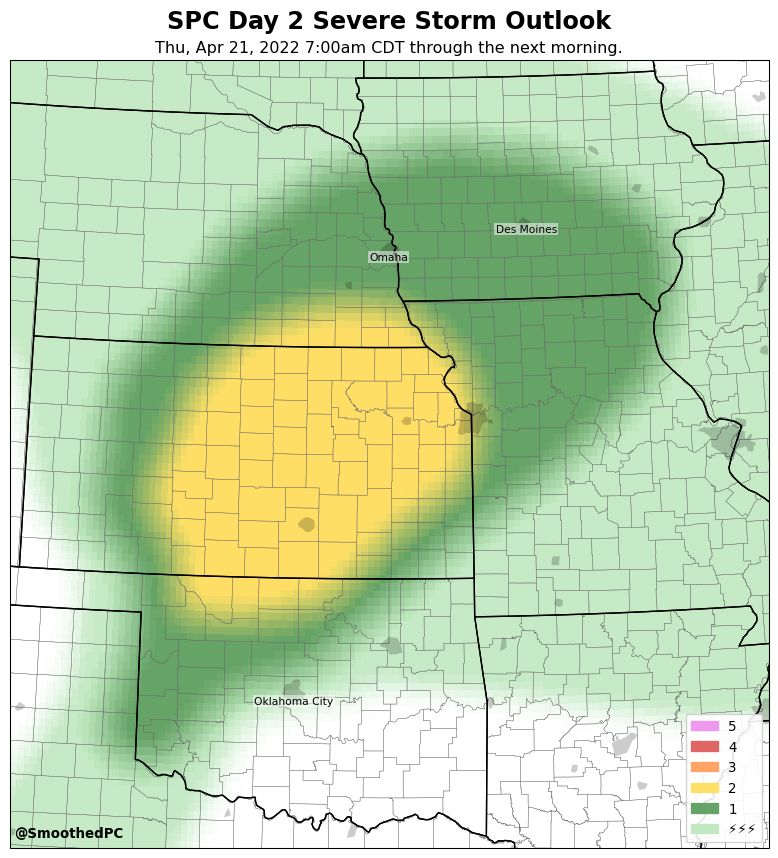 SPC Day 2 Severe Storm Outlook
Thu, Apr 21, 2022 7:00am CDT through the next morning.
Des Moines
Omaha
Oklahoma City
5
4
3
2
1
⚡⚡⚡
@SmoothedPC